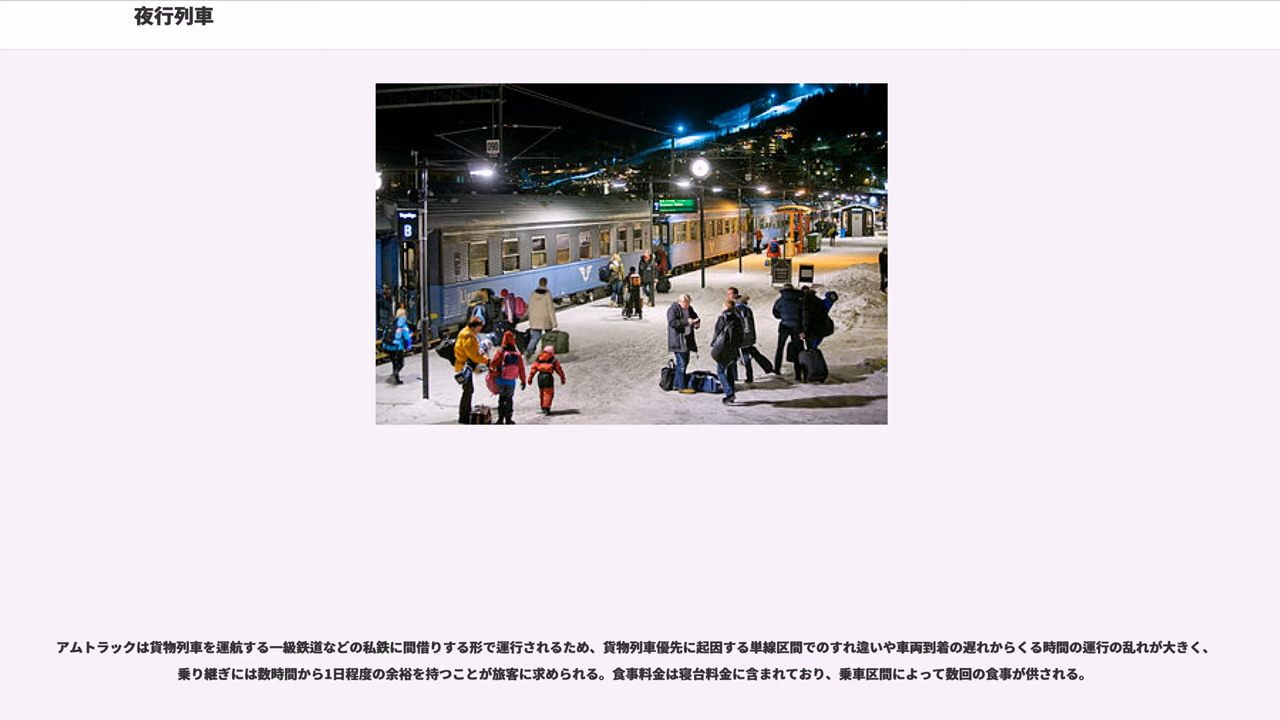 夜行列車
090
B
アムトラックは貨物列車を運航する一級鉄道などの私鉄に間借りする形で運行されるため、貨物列車優先に起因する単線区間でのすれ違いや車両到着の遅れからくる時間の運行の乱れが大きく、
乗り継ぎには数時間から1日程度の余裕を持つことが旅客に求められる。食事料金は寝台料金に含まれており、乗車区間によって数回の食事が供される。